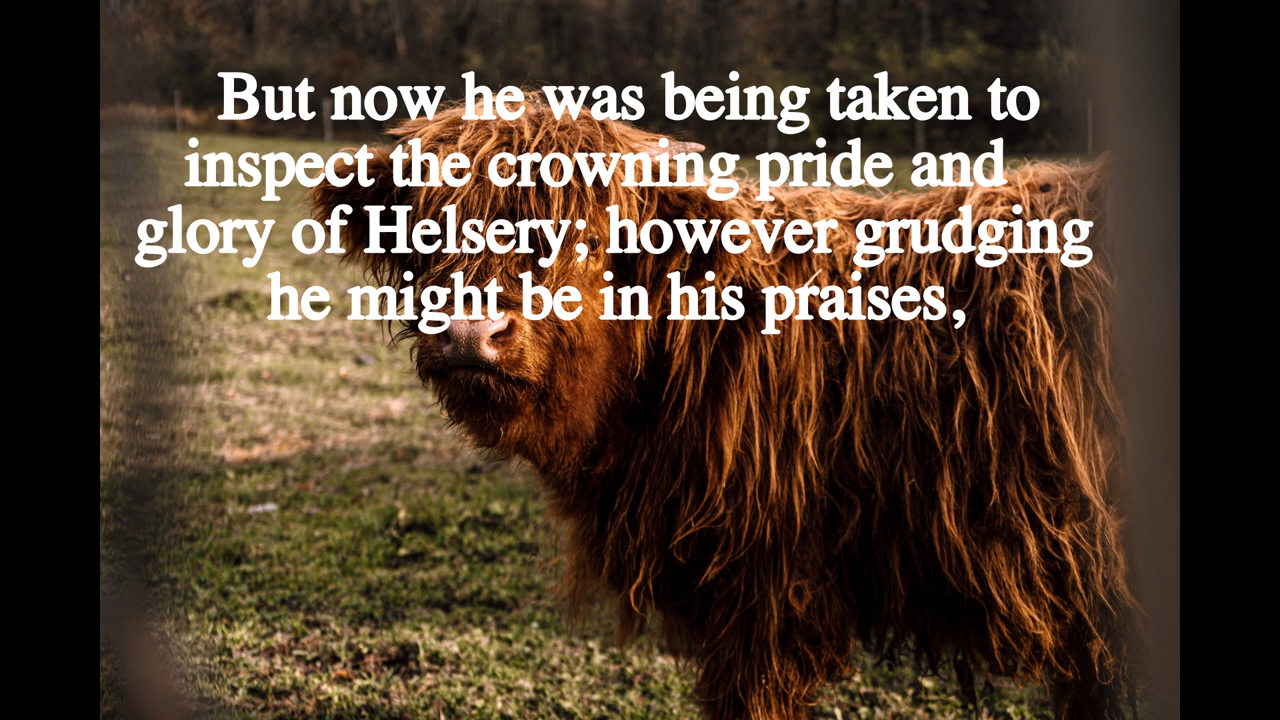 But now he was being taken to
inspect the crowning pride and
glory of Helsery; however grudging
he might be in his praises,